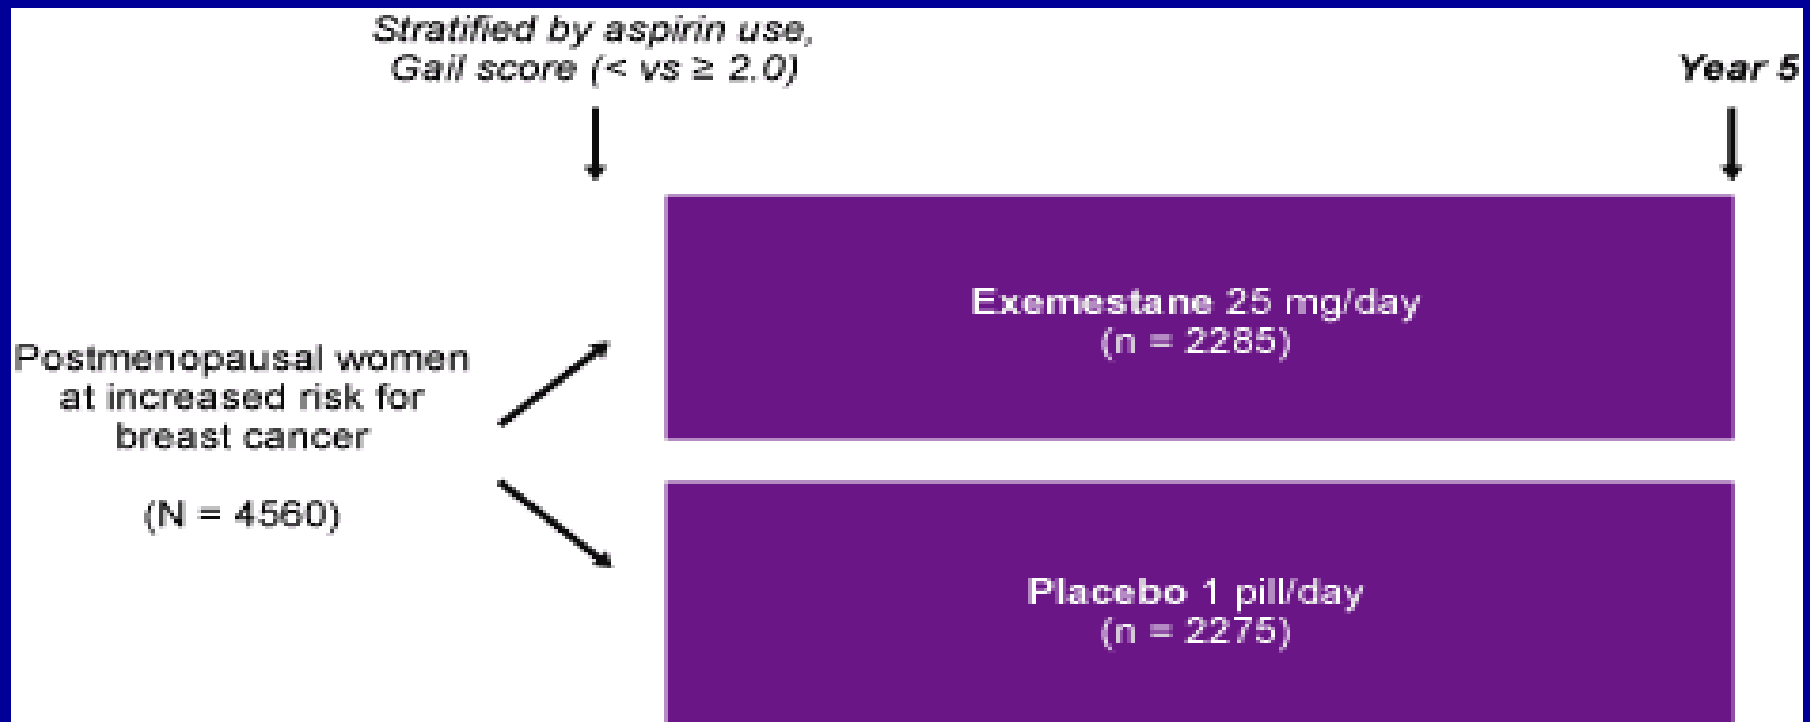 Stratified by aspirin use,
Gail score (< vs ≥ 2.0)
Year 5
Postmenopausal women
at increased risk for
breast cancer
(N = 4560)
Exemestane 25 mg/day
(n = 2285)
Placebo 1 pill/day
(n = 2275)